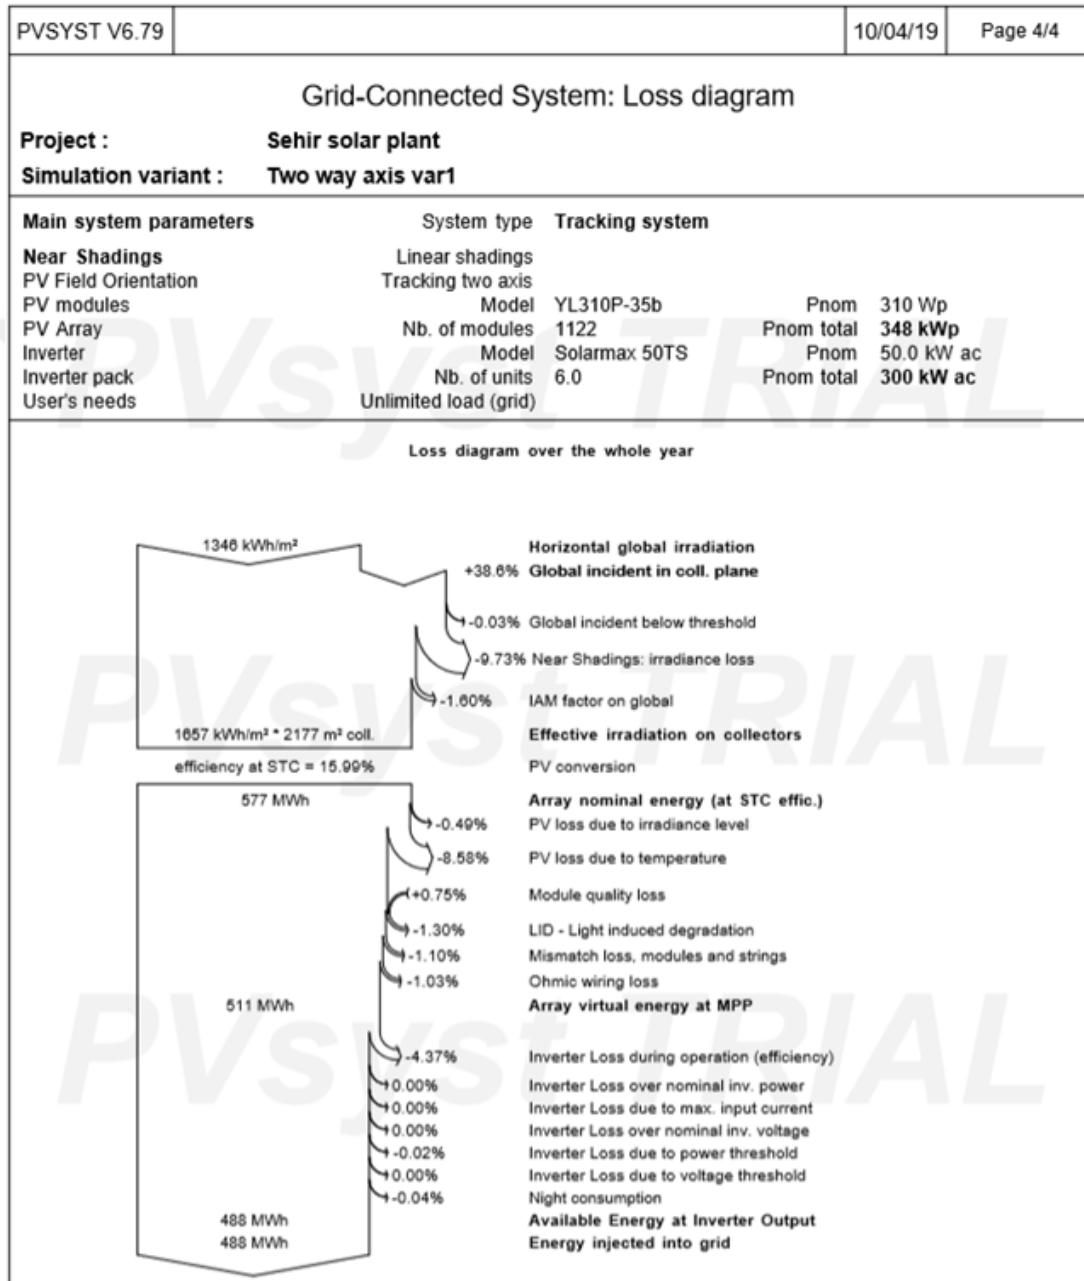 PVSYST V6.79 10/04/19 Page 4/4
Grid-Connected System: Loss diagram
Project : Sehir solar plant
Simulation variant : Two way axis var1
Main system parameters System type Tracking system
Near Shadings Linear shadings
PV Field Orientation Tracking two axis
PV modules Model YL310P-35b Pnom 310 Wp
PV Array Nb. of modules 1122 Pnom total 348 kWp
Inverter Model Solarmax 50TS Pnom 50.0 kW ac
Inverter pack Nb. of units 6.0 Pnom total 300 kW ac
User's needs Unlimited load (grid)
PVsyst TRIAL
Loss diagram over the whole year
1346 kWh/m² Horizontal global irradiation
+38.6% Global incident in coll. plane
-0.03% Global incident below threshold
-9.73% Near Shadings: irradiance loss
-1.60% IAM factor on global
PVsyst TRIAL
1657 kWh/m² * 2177 m² coll. Effective irradiation on collectors
efficiency at STC = 15.99% PV conversion
577 MWh Array nominal energy (at STC effic.)
-0.49% PV loss due to irradiance level
-8.58% PV loss due to temperature
+0.75% Module quality loss
-1.30% LID - Light induced degradation
-1.10% Mismatch loss, modules and strings
-1.03% Ohmic wiring loss
511 MWh Array virtual energy at MPP
PVsyst TRIAL
-4.37% Inverter Loss during operation (efficiency)
0.00% Inverter Loss over nominal inv. power
0.00% Inverter Loss due to max. input current
0.00% Inverter Loss over nominal inv. voltage
-0.02% Inverter Loss due to power threshold
0.00% Inverter Loss due to voltage threshold
-0.04% Night consumption
488 MWh Available Energy at Inverter Output
488 MWh Energy injected into grid